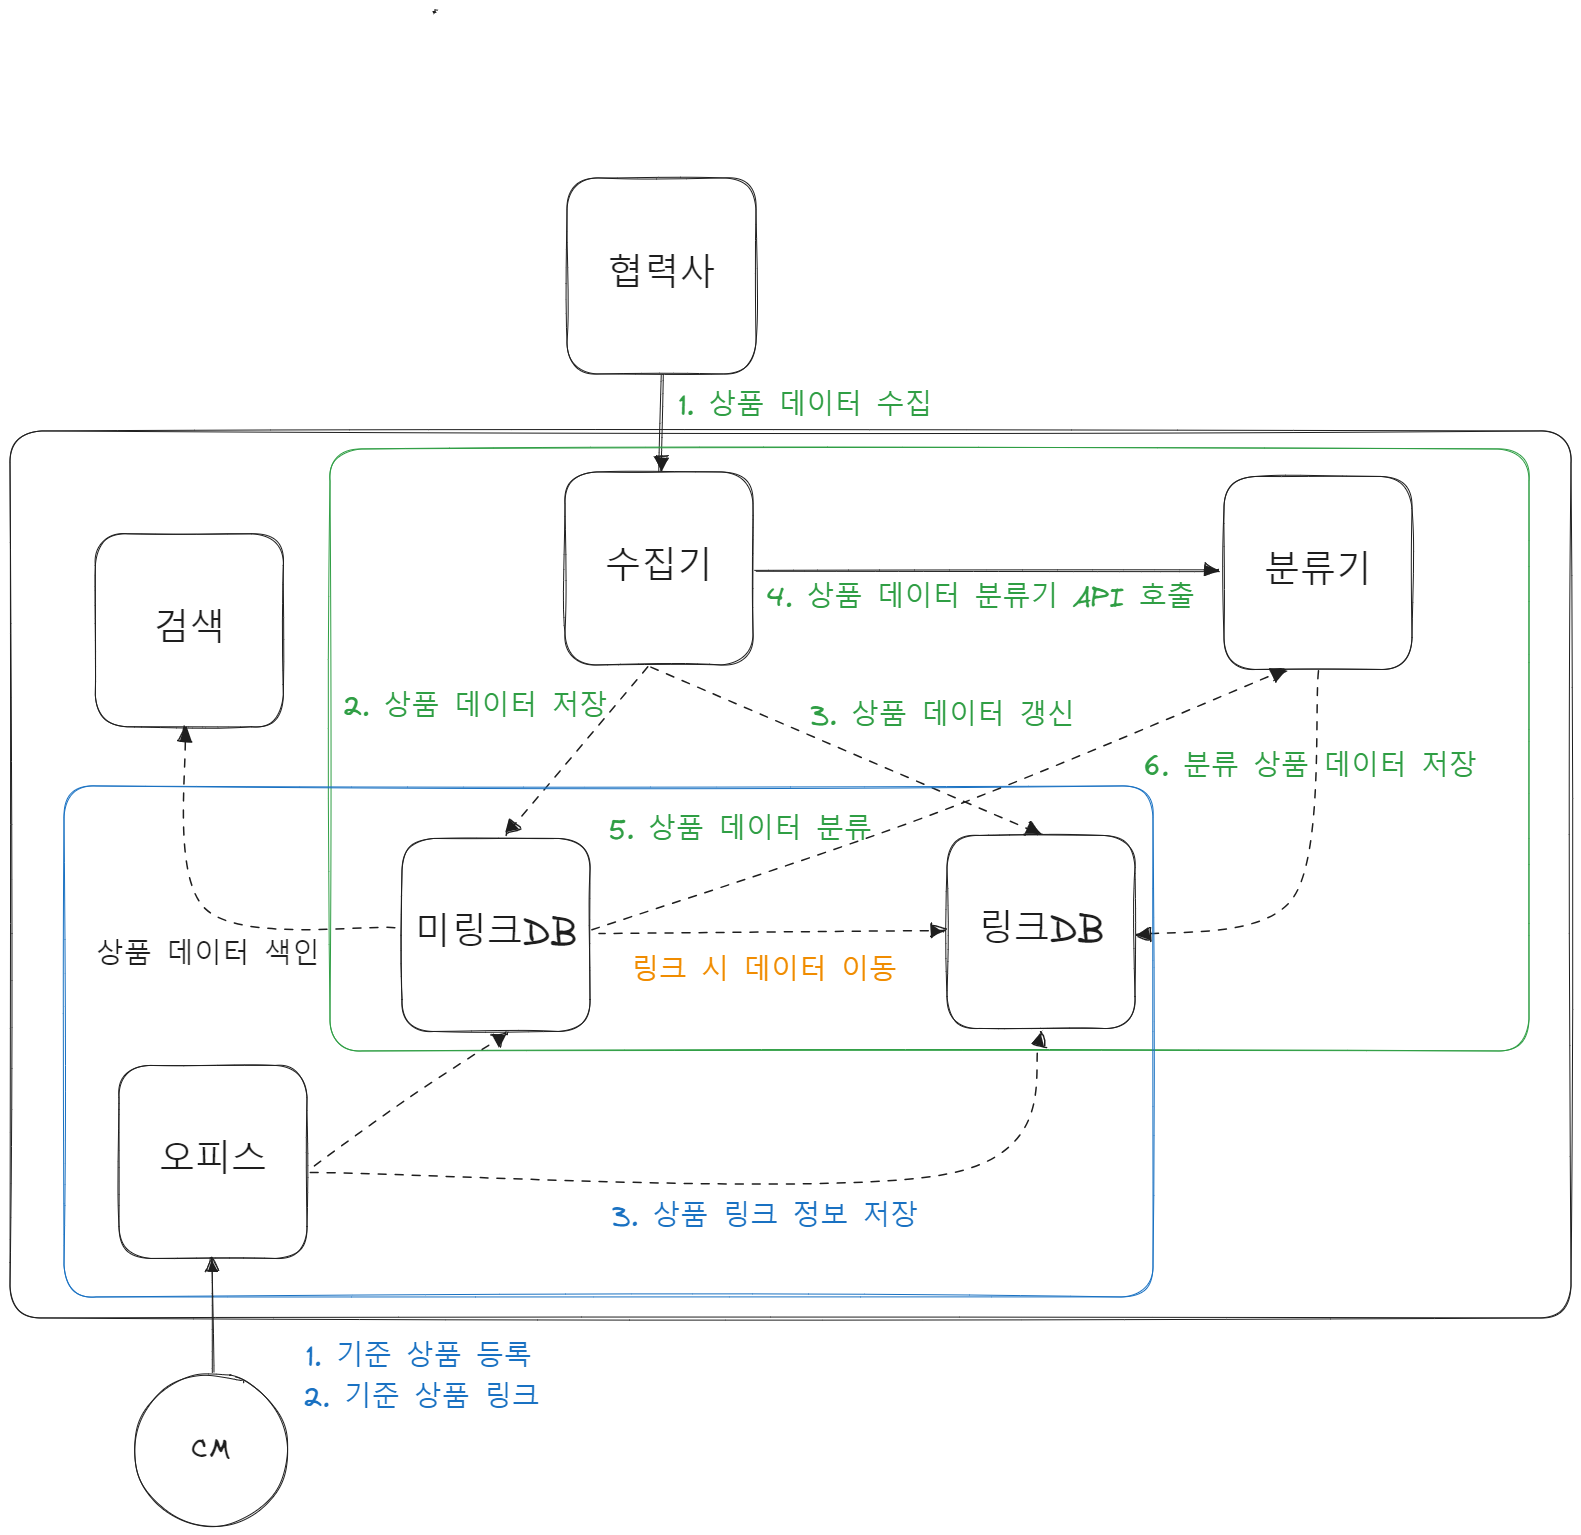 협력사
1. 상품 데이터 수집
수집기
분류기
4. 상품 데이터 분류기 API 호출
검색
2. 상품 데이터 저장
3. 상품 데이터 갱신
6. 분류 상품 데이터 저장
5. 상품 데이터 분류
미링크DB
링크DB
상품 데이터 색인
링크 시 데이터 이동
오피스
3. 상품 링크 정보 저장
1. 기준 상품 등록
2. 기준 상품 링크
CM